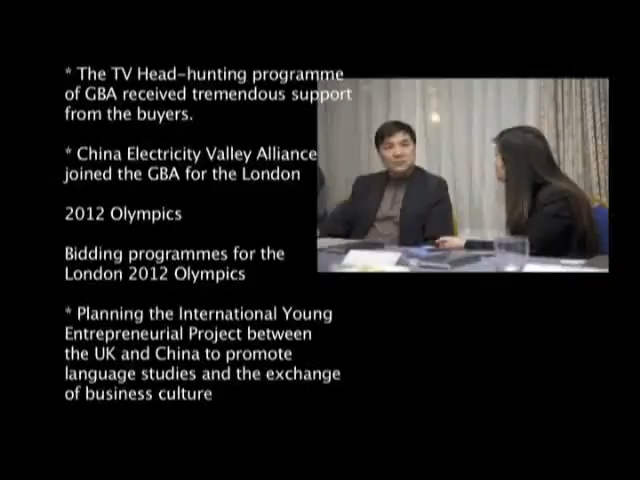 * The TV Head-hunting programme
of GBA received tremendous support
from the buyers.
* China Electricity Valley Alliance
joined the GBA for the London
2012 Olympics
Bidding programmes for the
London 2012 Olympics
* Planning the International Young
Entrepreneurial Project between
the UK and China to promote
language studies and the exchange
of business culture